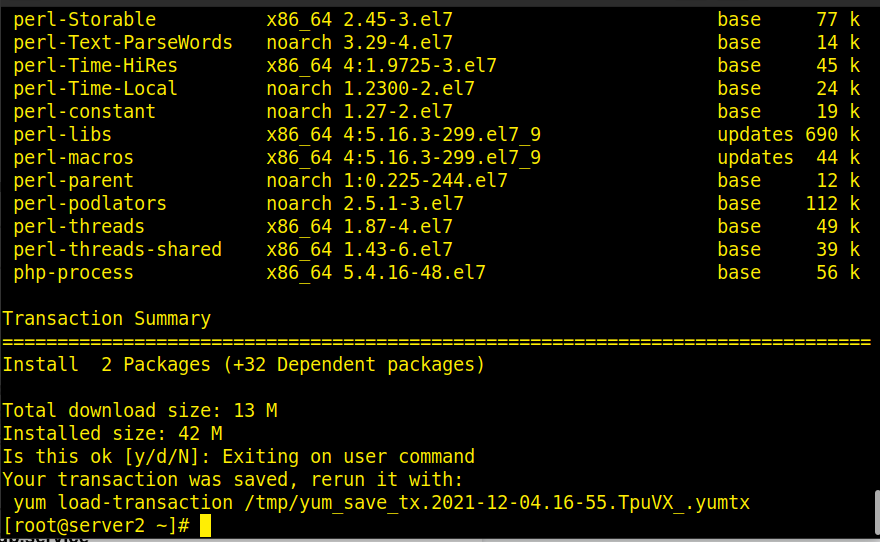 perl-Storable x86_64 2.45-3.el7 base 77 k
perl-Text-ParseWords noarch 3.29-4.el7 base 14 k
perl-Time-HiRes x86_64 4:1.9725-3.el7 base 45 k
perl-Time-Local noarch 1.2300-2.el7 base 24 k
perl-constant noarch 1.27-2.el7 base 19 k
perl-libs x86_64 4:5.16.3-299.el7_9 updates 690 k
perl-macros x86_64 4:5.16.3-299.el7_9 updates 44 k
perl-parent noarch 1:0.225-244.el7 base 12 k
perl-podlators noarch 2.5.1-3.el7 base 112 k
perl-threads x86_64 1.87-4.el7 base 49 k
perl-threads-shared x86_64 1.43-6.el7 base 39 k
php-process x86_64 5.4.16-48.el7 base 56 k
Transaction Summary
===============================================================================
Install 2 Packages (+32 Dependent packages)
Total download size: 13 M
Installed size: 42 M
Is this ok [y/d/N]: Exiting on user command
Your transaction was saved, rerun it with:
yum load-transaction /tmp/yum_save_tx.2021-12-04.16-55.TpuVX_.yumtx
[root@server2 ~]#